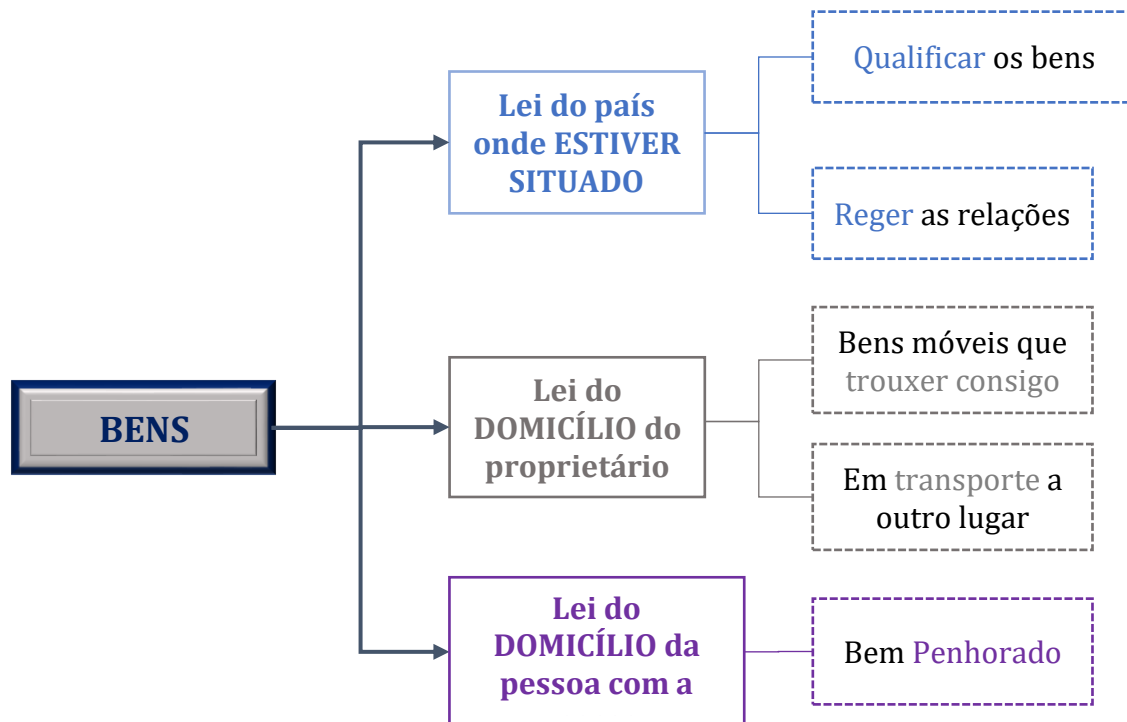 BENS
Lei do país
onde ESTIVER
SITUADO
Qualificar os bens
Reger as relações
Lei do
DOMICÍLIO do
proprietário
Bens móveis que
trouxer consigo
Em transporte a
outro lugar
Lei do
DOMICÍLIO da
pessoa com a
Bem Penhorado